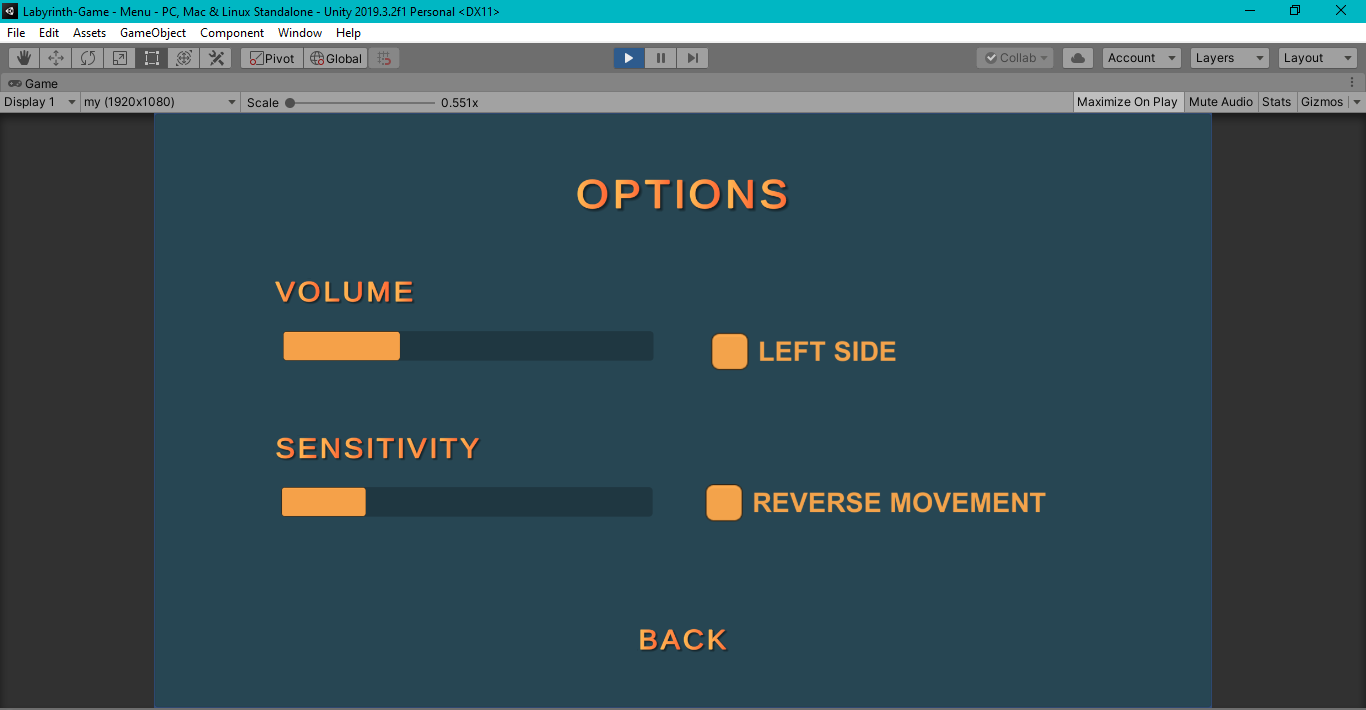 Labyrinth-Game - Menu - PC, Mac & Linux Standalone - Unity 2019.3.2f1 Personal <DX11>
File Edit Assets GameObject Component Window Help
Pivot Global Collab Account Layers Layout
Game
Display 1 my (1920x1080) Scale 0.551x Maximize On Play Mute Audio Stats Gizmos
OPTIONS
VOLUME
LEFT SIDE
SENSITIVITY
REVERSE MOVEMENT
BACK